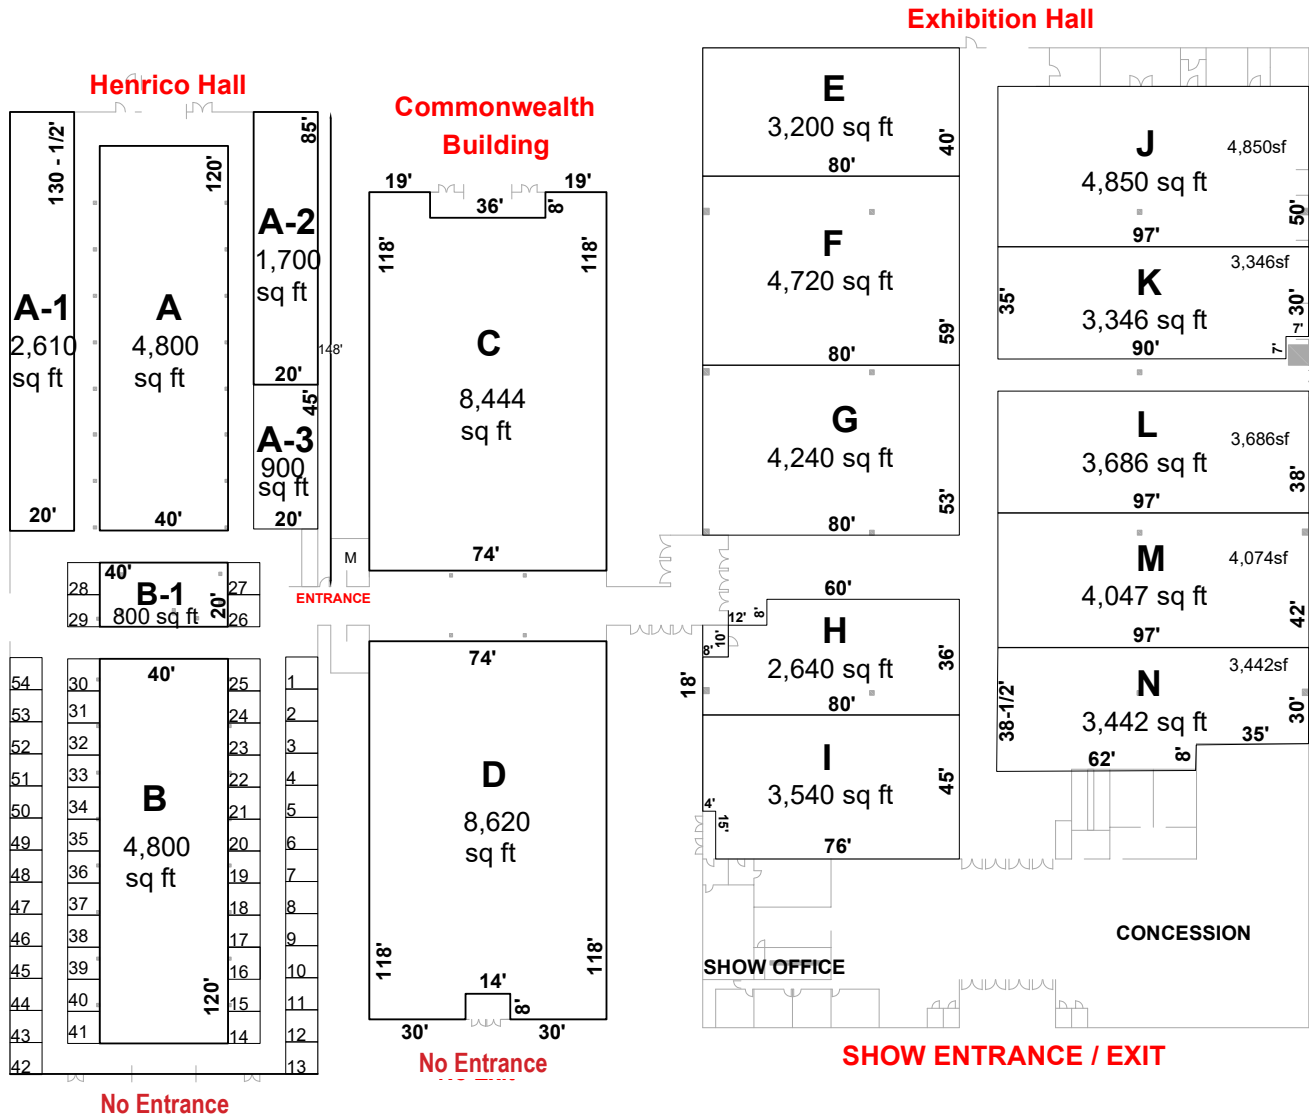 Exhibition Hall
Henrico Hall
Commonwealth
Building
130 - 1/2'
A-1
2,610
sq ft
20'
120'
A
4,800
sq ft
40'
85'
A-2
1,700
sq ft
20'
45'
A-3
900
sq ft
20'
148'
M
ENTRANCE
40'
B-1
800 sq ft
20'
28
29
27
26
40'
B
4,800
sq ft
120'
54
53
52
51
50
49
48
47
46
45
44
43
42
30
31
32
33
34
35
36
37
38
39
40
41
25
24
23
22
21
20
19
18
17
16
15
14
1
2
3
4
5
6
7
8
9
10
11
12
13
No Entrance
19'
36'
8'
19'
118'
118'
C
8,444
sq ft
74'
74'
D
8,620
sq ft
118'
118'
14'
8'
30'
30'
No Entrance
E
3,200 sq ft
40'
80'
F
4,720 sq ft
59'
80'
G
4,240 sq ft
53'
80'
60'
12'
8'
8'
10'
18'
H
2,640 sq ft
36'
80'
I
3,540 sq ft
45'
4'
15'
76'
J
4,850sf
4,850 sq ft
50'
97'
3,346sf
35'
K
3,346 sq ft
30'
7'
7'
90'
L
3,686sf
3,686 sq ft
38'
97'
M
4,074sf
4,047 sq ft
42'
97'
3,442sf
38-1/2'
N
3,442 sq ft
30'
35'
62'
8'
CONCESSION
SHOW OFFICE
SHOW ENTRANCE / EXIT